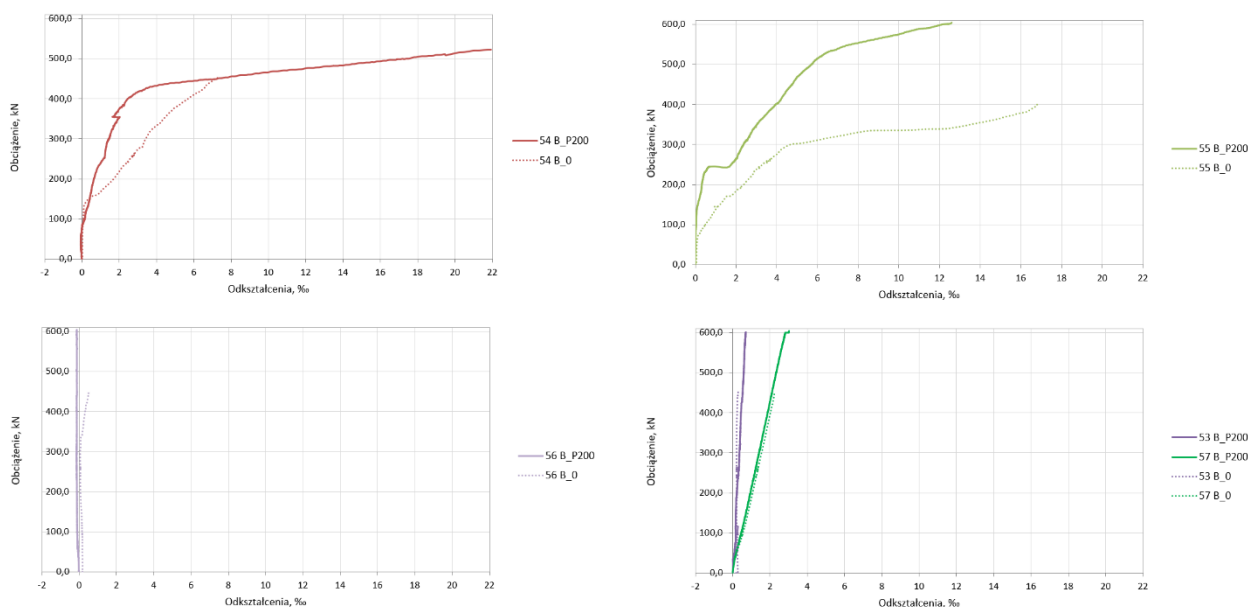 600,0
500,0
400,0
300,0
200,0
100,0
0,0
Obciążenie, kN
-2 0 2 4 6 8 10 12 14 16 18 20 22
Odkształcenia, ‰
54 B_P200
54 B_0
600,0
500,0
400,0
300,0
200,0
100,0
0,0
Obciążenie, kN
0 2 4 6 8 10 12 14 16 18 20 22
Odkształcenia, ‰
55 B_P200
55 B_0
600,0
500,0
400,0
300,0
200,0
100,0
0,0
Obciążenie, kN
-2 0 2 4 6 8 10 12 14 16 18 20 22
Odkształcenia, ‰
56 B_P200
56 B_0
600,0
500,0
400,0
300,0
200,0
100,0
0,0
Obciążenie, kN
-2 0 2 4 6 8 10 12 14 16 18 20 22
Odkształcenia. ‰
53 B_P200
57 B_P200
53 B_0
57 B_0